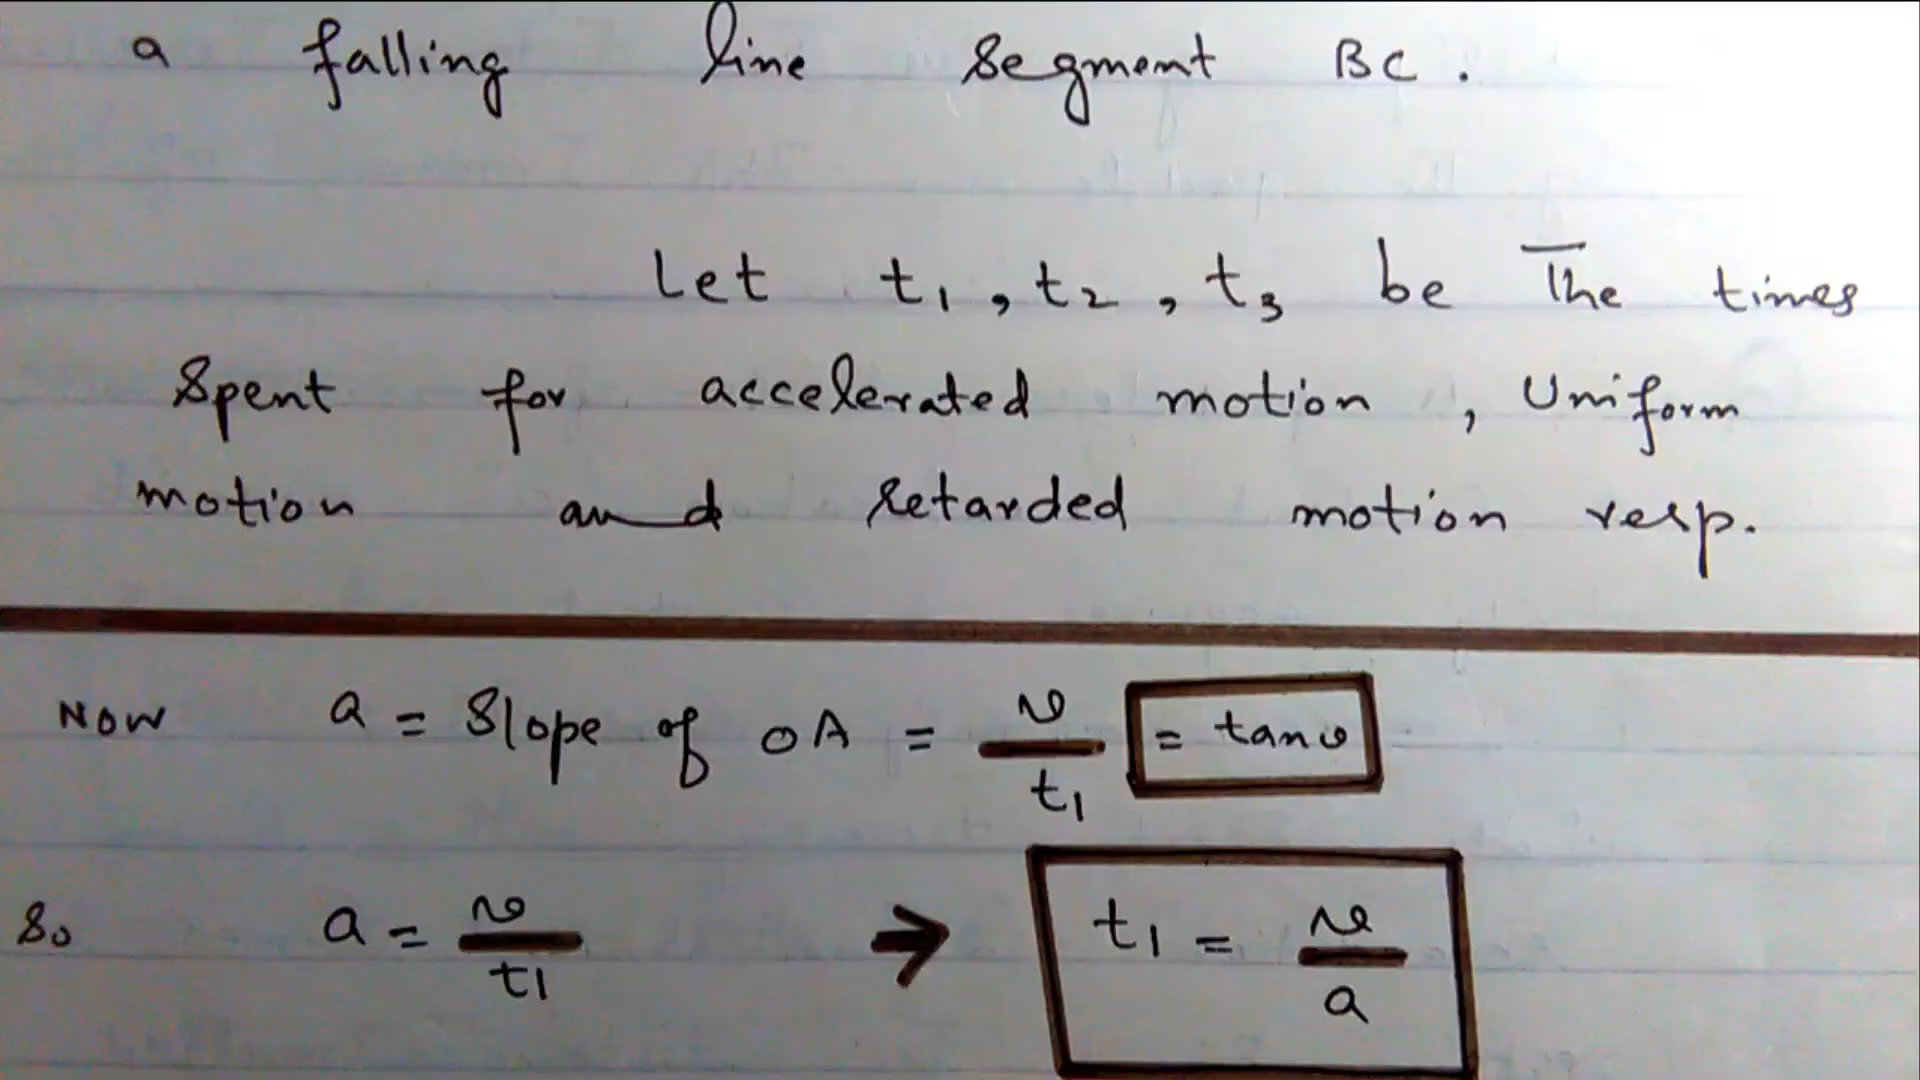 a falling line segment BC.
Let t₁, t₂, t₃ be The times
spent for accelerated motion, Uniform
motion and retarded motion resp.
Now a = Slope of OA = v/t₁ = tanθ
So a = v/t₁ → t₁ = v/a